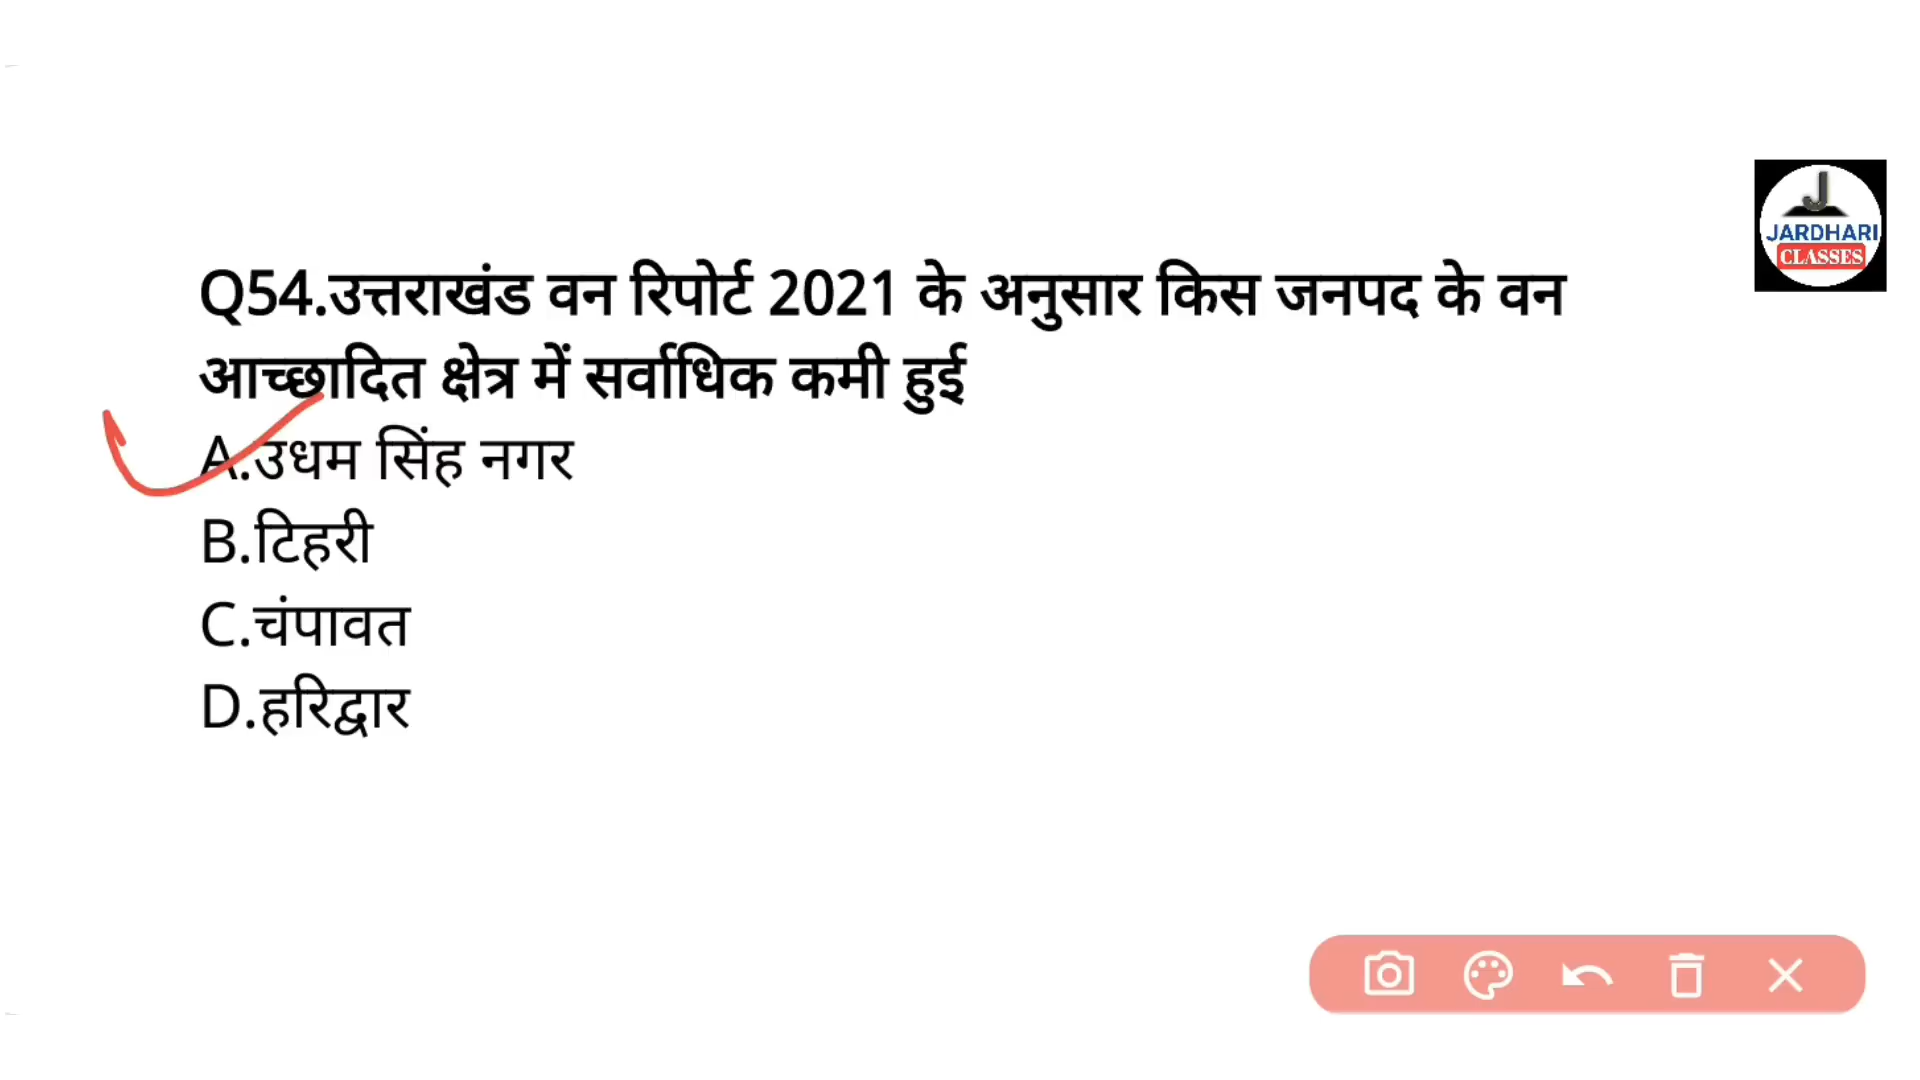 J
JARDHARI
CLASSES
Q54.उत्तराखंड वन रिपोर्ट 2021 के अनुसार किस जनपद के वन
आच्छादित क्षेत्र में सर्वाधिक कमी हुई
A.उधम सिंह नगर
B.टिहरी
C.चंपावत
D.हरिद्वार